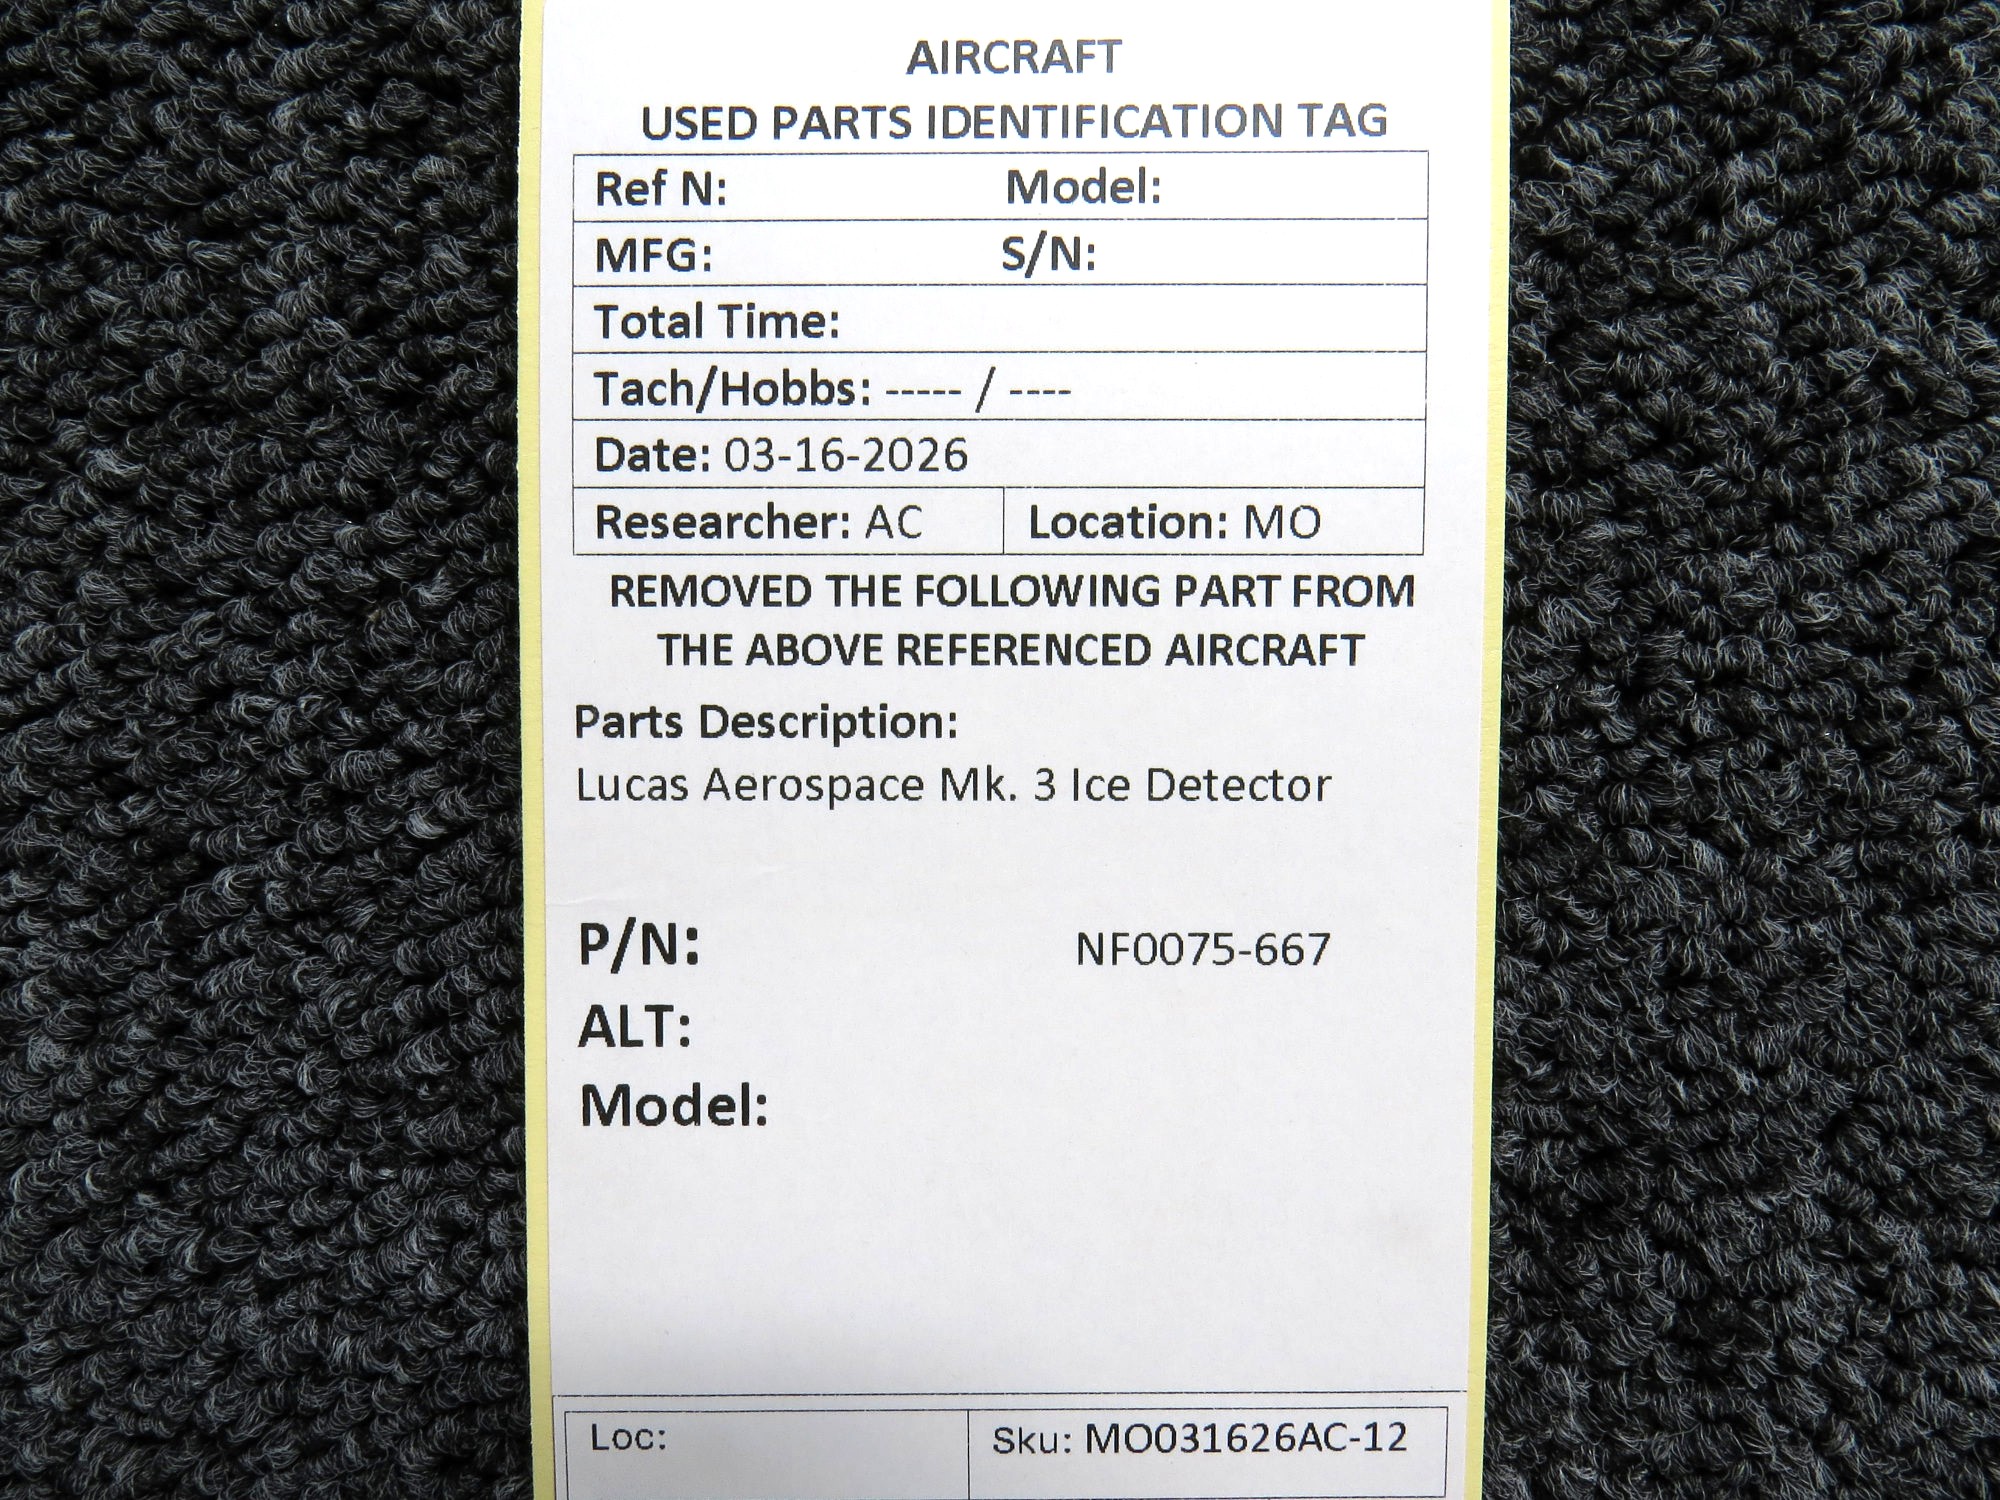 AIRCRAFT
USED PARTS IDENTIFICATION TAG
Ref N: Model:
MFG: S/N:
Total Time:
Tach/Hobbs: ----- / ----
Date: 03-16-2026
Researcher: AC Location: MO
REMOVED THE FOLLOWING PART FROM
THE ABOVE REFERENCED AIRCRAFT
Parts Description:
Lucas Aerospace Mk. 3 Ice Detector
P/N: NF0075-667
ALT:
Model:
Loc: Sku: MO031626AC-12